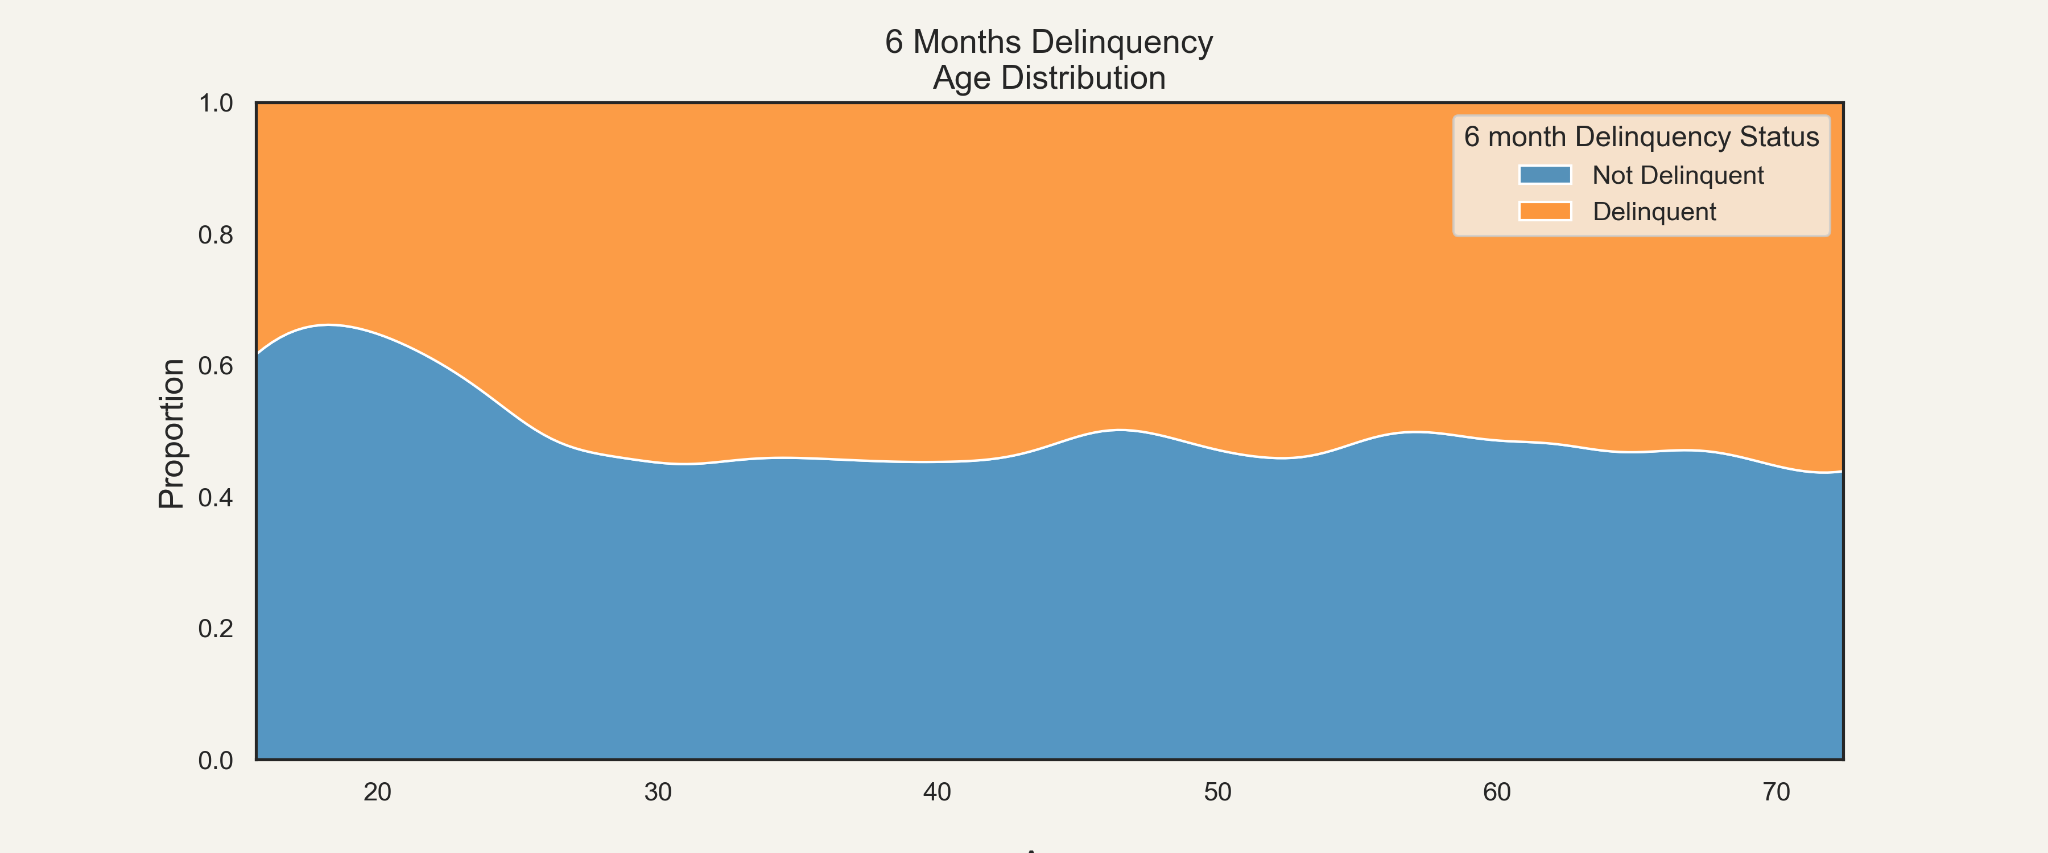 6 Months Delinquency
Age Distribution
1.0
0.8
0.6
0.4
0.2
0.0
Proportion
6 month Delinquency Status
Not Delinquent
Delinquent
20 30 40 50 60 70